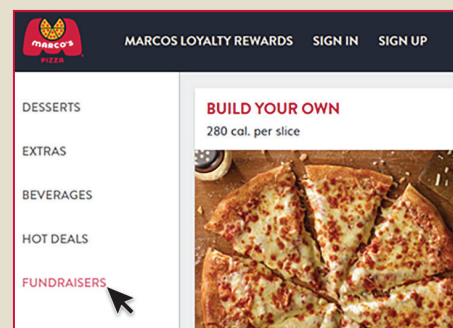 MARCO'S
PIZZA
MARCOS LOYALTY REWARDS SIGN IN SIGN UP
DESSERTS
EXTRAS
BEVERAGES
HOT DEALS
FUNDRAISERS
BUILD YOUR OWN
280 cal. per slice